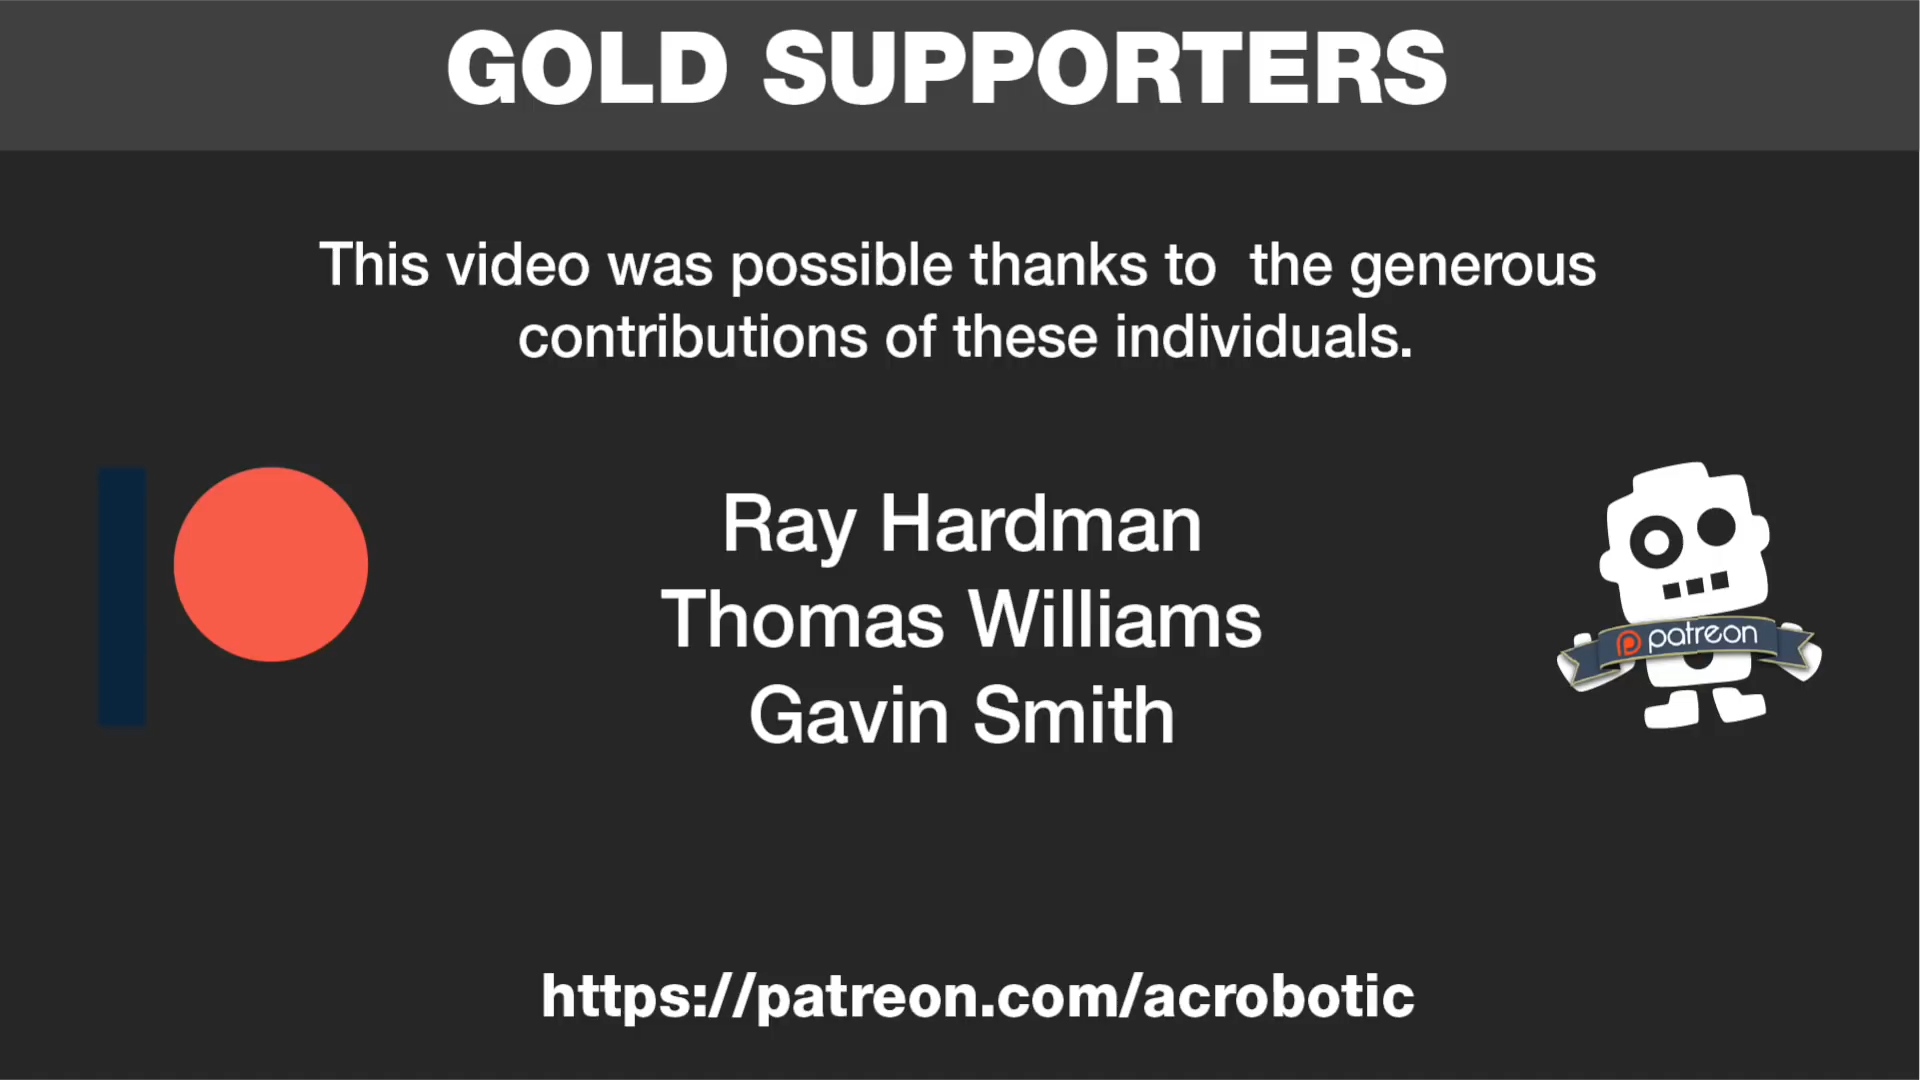 GOLD SUPPORTERS
This video was possible thanks to  the generous
contributions of these individuals.
Ray Hardman
Thomas Williams
Gavin Smith
patreon
https://patreon.com/acrobotic